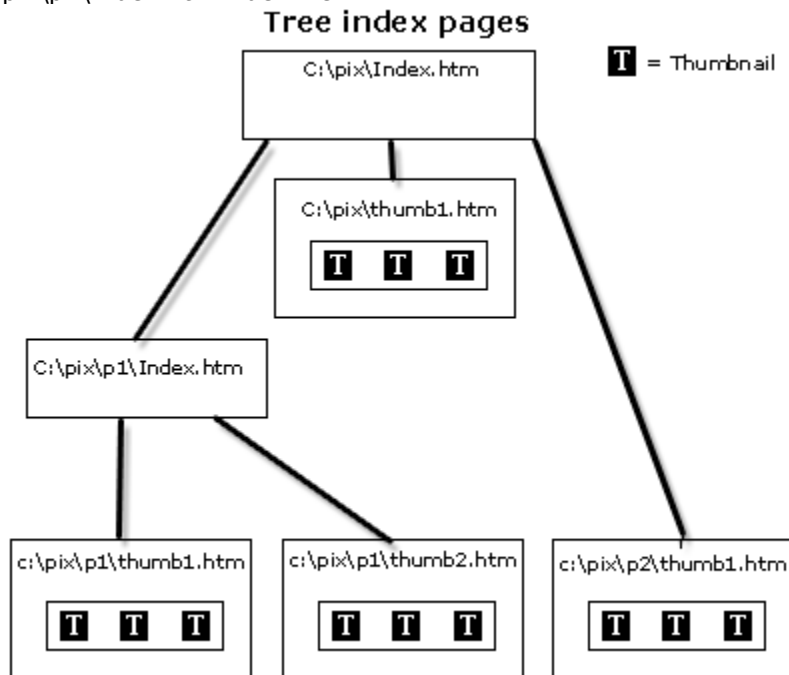 Tree index pages
T = Thumbnail
C:\pix\Index.htm
C:\pix\thumb1.htm
T T T
C:\pix\p1\Index.htm
c:\pix\p1\thumb1.htm
c:\pix\p1\thumb2.htm
c:\pix\p2\thumb1.htm
T T T
T T T
T T T